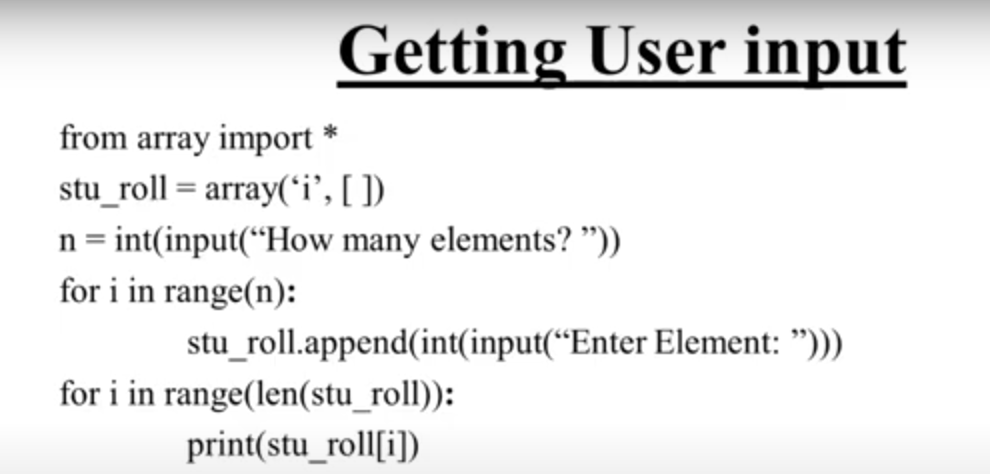 Getting User input
from array import *
stu_roll = array(‘i’, [ ])
n = int(input(“How many elements? ”))
for i in range(n):
stu_roll.append(int(input(“Enter Element: ”)))
for i in range(len(stu_roll)):
print(stu_roll[i])